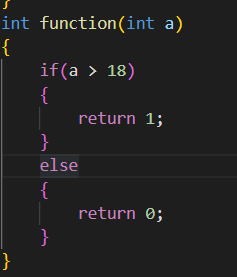 }
int function(int a)
{
    if(a > 18)
    {
        return 1;
    }
    else
    {
        return 0;
    }
}